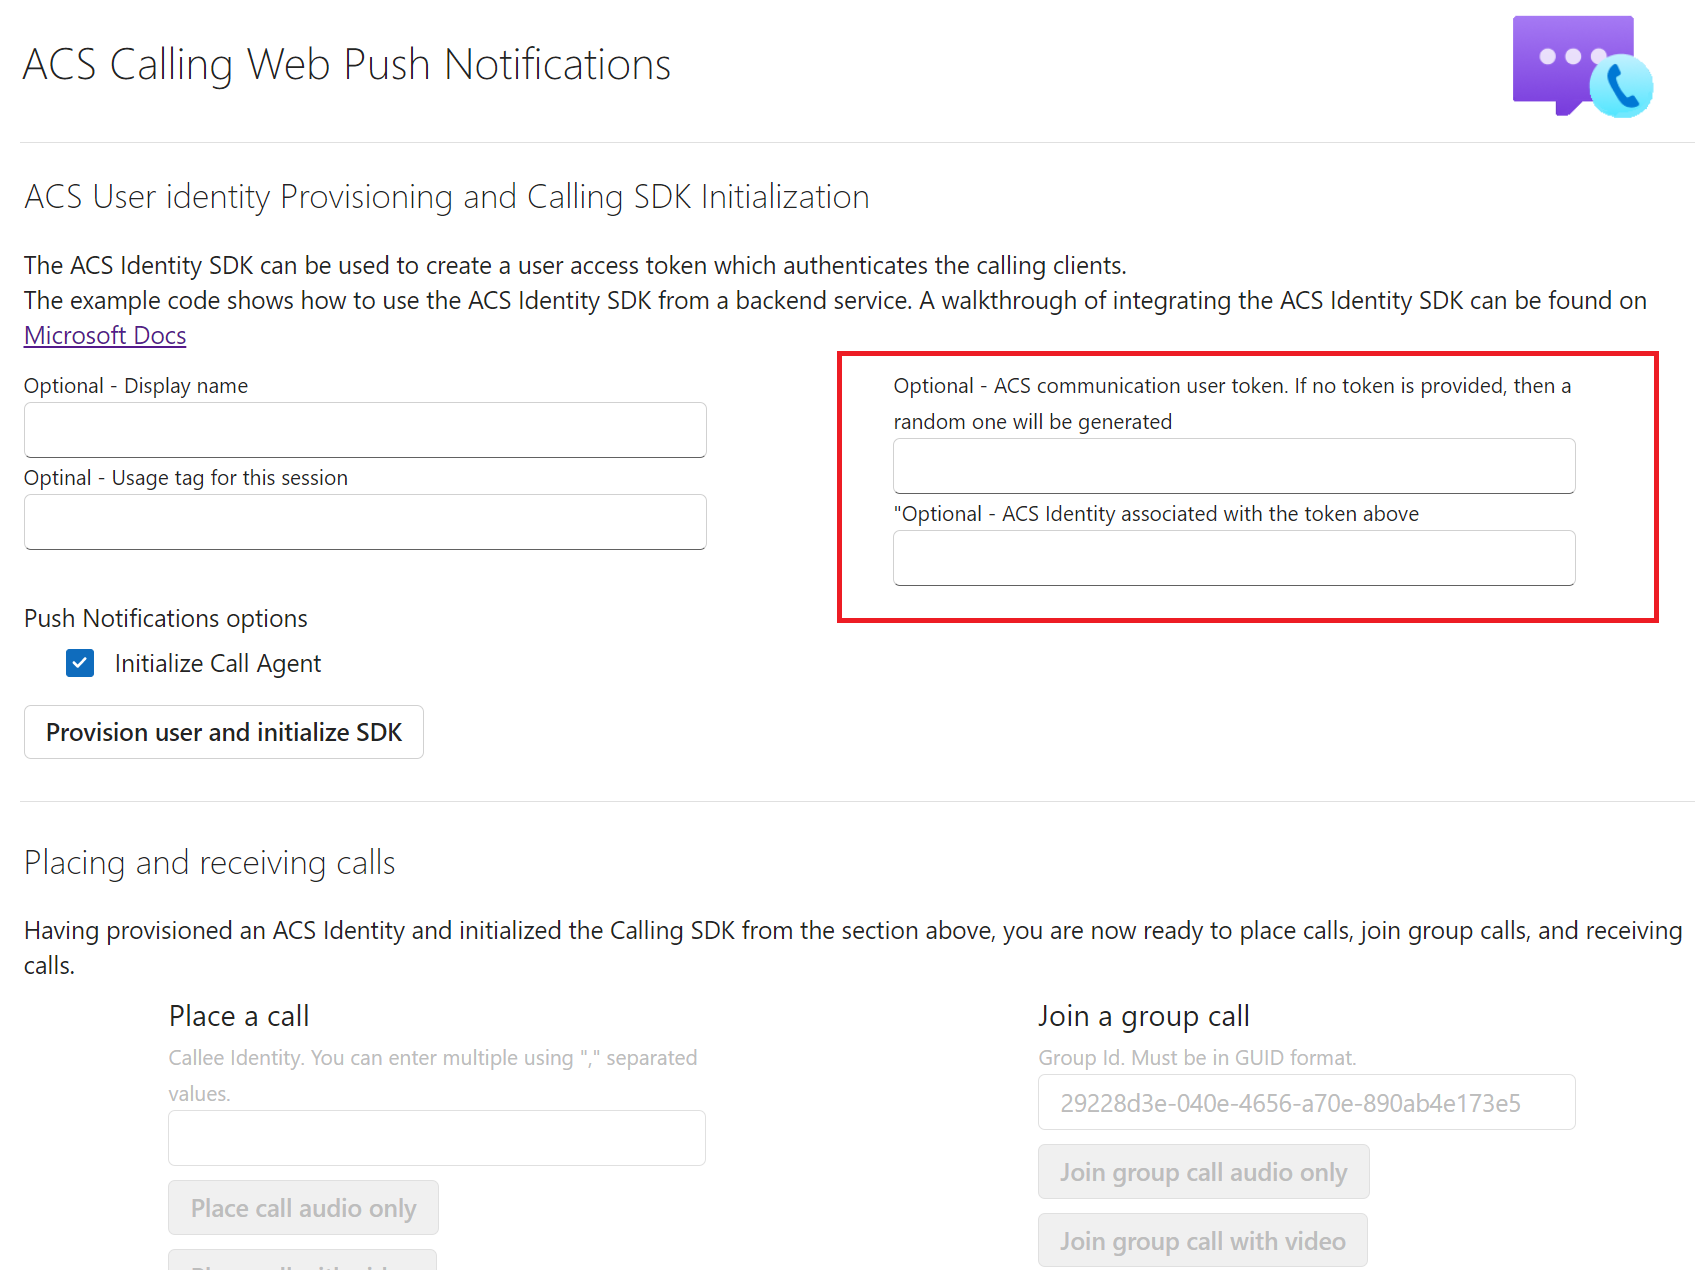 ACS Calling Web Push Notifications
ACS User identity Provisioning and Calling SDK Initialization
The ACS Identity SDK can be used to create a user access token which authenticates the calling clients.
The example code shows how to use the ACS Identity SDK from a backend service. A walkthrough of integrating the ACS Identity SDK can be found on
Microsoft Docs
Optional - Display name
Optinal - Usage tag for this session
Optional - ACS communication user token. If no token is provided, then a
random one will be generated
"Optional - ACS Identity associated with the token above
Push Notifications options
Initialize Call Agent
Provision user and initialize SDK
Placing and receiving calls
Having provisioned an ACS Identity and initialized the Calling SDK from the section above, you are now ready to place calls, join group calls, and receiving
calls.
Place a call
Callee Identity. You can enter multiple using "," separated
values.
Place call audio only
Join a group call
Group Id. Must be in GUID format.
29228d3e-040e-4656-a70e-890ab4e173e5
Join group call audio only
Join group call with video